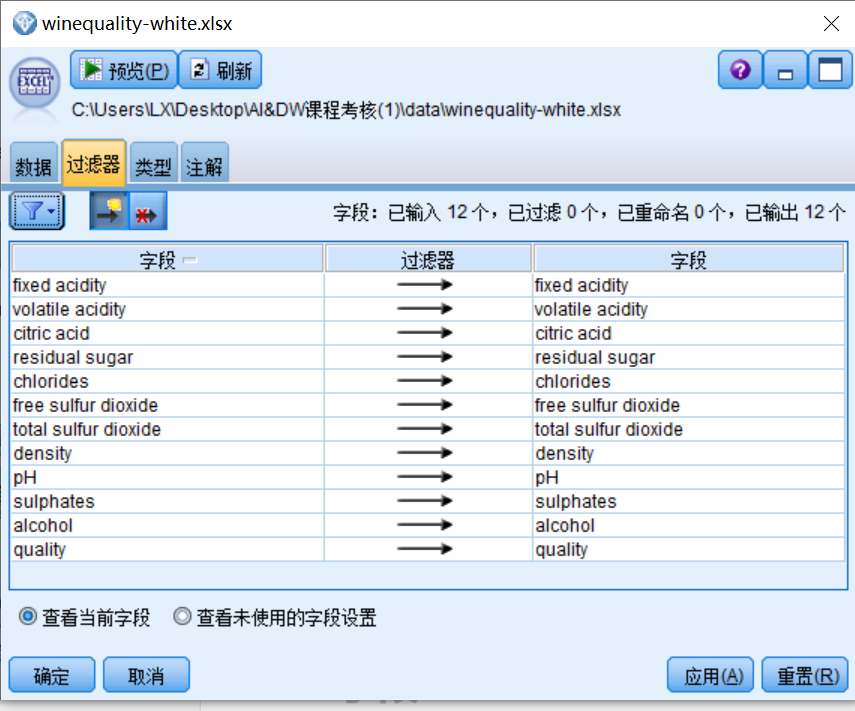 winequality-white.xlsx
预览(P) 刷新
EXCEL
C:\Users\LX\Desktop\AI&DW课程考核(1)\data\winequality-white.xlsx
数据 过滤器 类型 注解
字段：已输入 12 个，已过滤 0 个，已重命名 0 个，已输出 12 个
字段 过滤器 字段
fixed acidity fixed acidity
volatile acidity volatile acidity
citric acid citric acid
residual sugar residual sugar
chlorides chlorides
free sulfur dioxide free sulfur dioxide
total sulfur dioxide total sulfur dioxide
density density
pH pH
sulphates sulphates
alcohol alcohol
quality quality
查看当前字段 查看未使用的字段设置
确定 取消 应用(A) 重置(R)